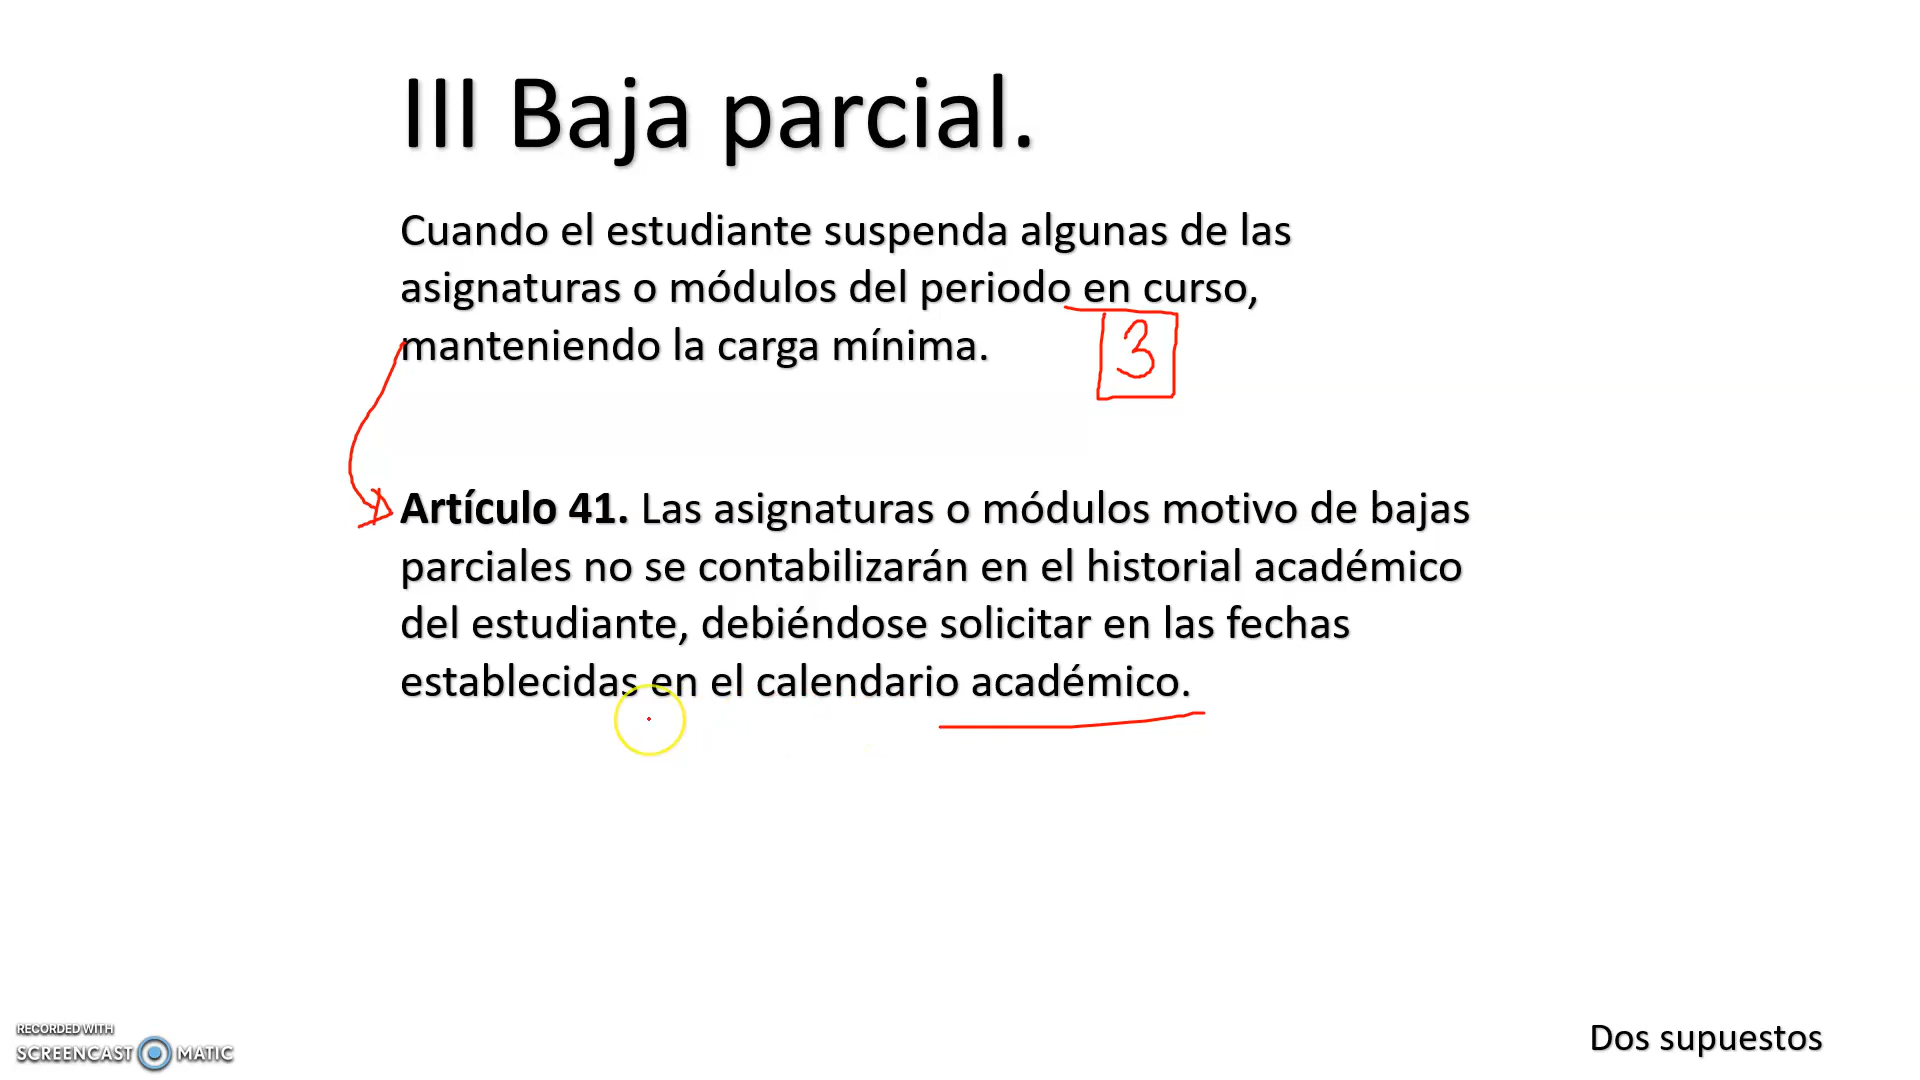 III Baja parcial.
Cuando el estudiante suspenda algunas de las
asignaturas o módulos del periodo en curso,
manteniendo la carga mínima.
3
Artículo 41. Las asignaturas o módulos motivo de bajas
parciales no se contabilizarán en el historial académico
del estudiante, debiéndose solicitar en las fechas
establecidas en el calendario académico.
RECORDED WITH
SCREENCAST MATIC
Dos supuestos